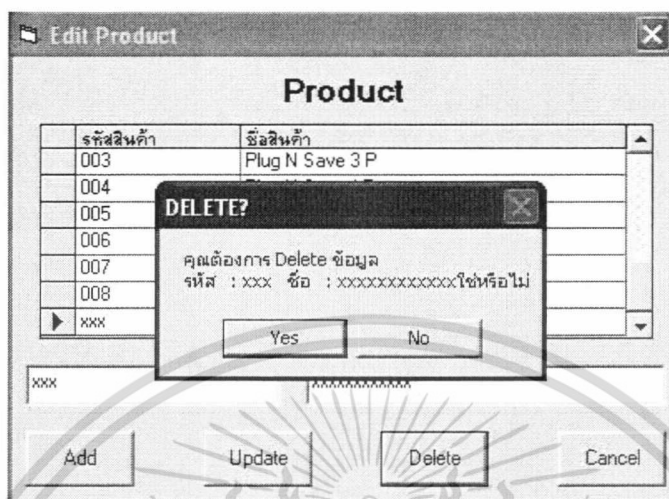 Edit Product
Product
รหัสสินค้า ชื่อสินค้า
003 Plug N Save 3 P
004
005
006
007
008
xxx
DELETE?
คุณต้องการ Delete ข้อมูล
รหัส : xxx ชื่อ : xxxxxxxxxxxxใช่หรือไม่
Yes No
xxx xxxxxxxxxxxx
Add Update Delete Cancel